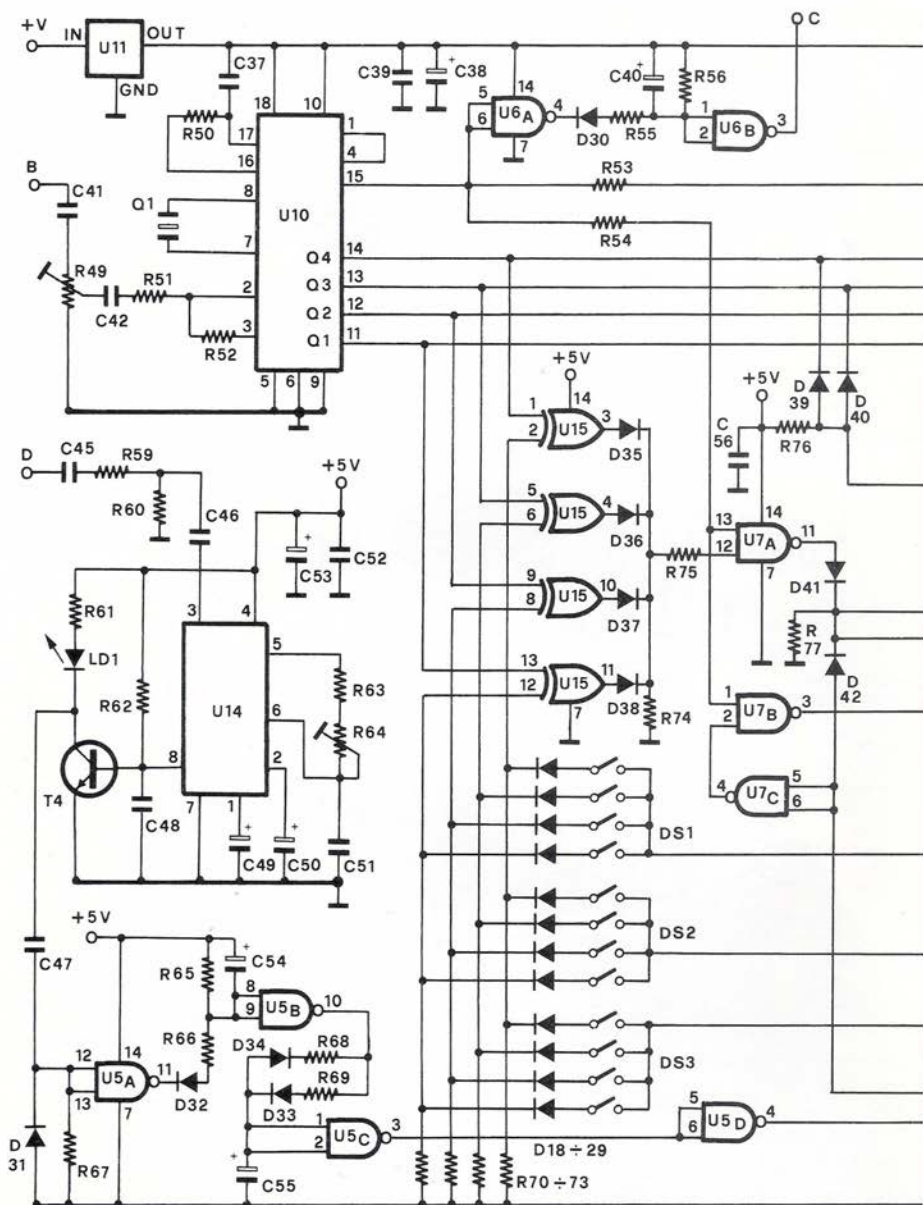 +V IN U11 OUT
GND
C37
R50
18 10
17 1
16 4
15
8
7
U10
Q4 14
Q3 13
Q2 12
Q1 11
2
3
5 6 9
B
C41
Q1
R49
C42
R51
R52
C39
+ C38
14
5
6
U6A
4
7
D30
R55
+ C40
R56
1
2
U6B
3
C
R53
R54
+5V
14
1
2
U15
3
D35
5
6
U15
4
D36
9
8
U15
10
D37
13
12
U15
11
D38
7
R74
R75
+5V
C 56
R76
D 39
D 40
14
13
12
U7A
11
7
D41
R 77
D 42
1
2
U7B
3
4
U7C
5
6
D
C45
R59
R60
C46
+5V
+ C53
C52
R61
LD1
R62
T4
3 4
5
6
2
8
7 1
U14
R63
R64
C48
+ C49
+ C50
C51
DS1
DS2
DS3
+5V
C47
R65
+ C54
R66
8
9
U5B
10
D34 R68
D33 R69
12
13
14
U5A
11
7
D32
D 31
R67
1
2
U5C
3
+ C55
5
6
U5D
4
D18÷29
R70÷73